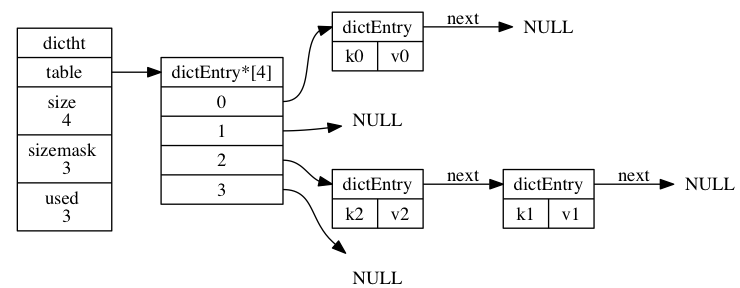 dictht
table
size
4
sizemask
3
used
3
dictEntry*[4]
0
1
2
3
dictEntry
k0 v0
next
NULL
NULL
dictEntry
k2 v2
next
dictEntry
k1 v1
next
NULL
NULL